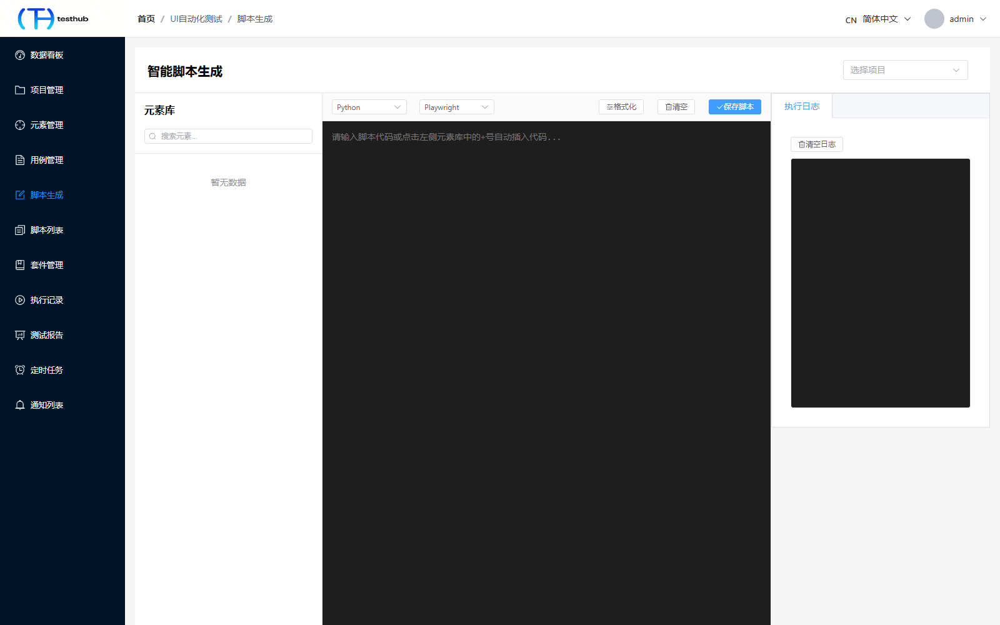 testhub
首页 / UI自动化测试 / 脚本生成
CN 简体中文
admin
数据看板
项目管理
元素管理
用例管理
脚本生成
脚本列表
套件管理
执行记录
测试报告
定时任务
通知列表
智能脚本生成
选择项目
元素库
搜索元素...
暂无数据
Python
Playwright
格式化
清空
保存脚本
请输入脚本代码或点击左侧元素库中的+号自动插入代码...
执行日志
清空日志